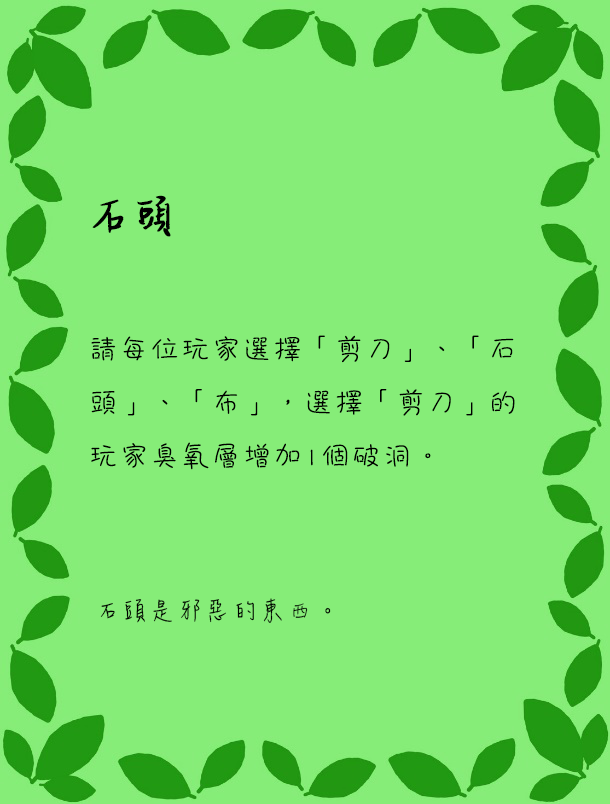 石頭
請每位玩家選擇「剪刀」、「石
頭」、「布」，選擇「剪刀」的
玩家臭氧層增加1個破洞。
石頭是邪惡的東西。